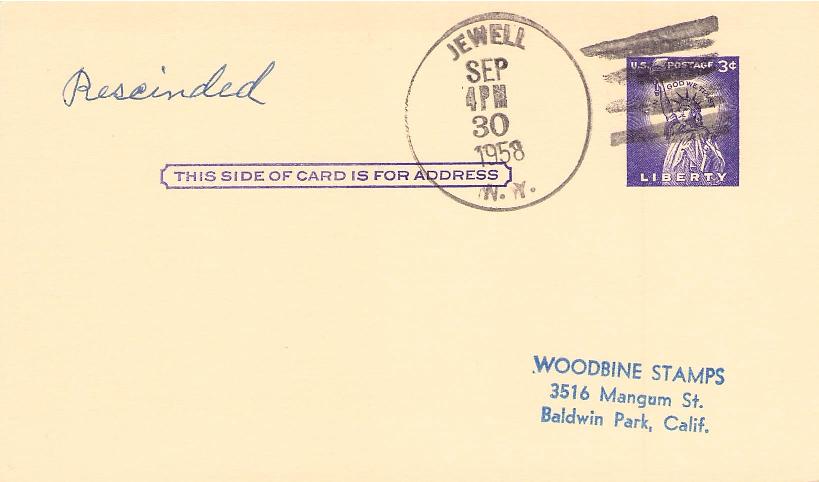 Rescinded
JEWELL
SEP
4PM
30
1958
N. Y.
U.S. POSTAGE 3¢
IN GOD WE TRUST
LIBERTY
THIS SIDE OF CARD IS FOR ADDRESS
WOODBINE STAMPS
3516 Mangum St.
Baldwin Park, Calif.